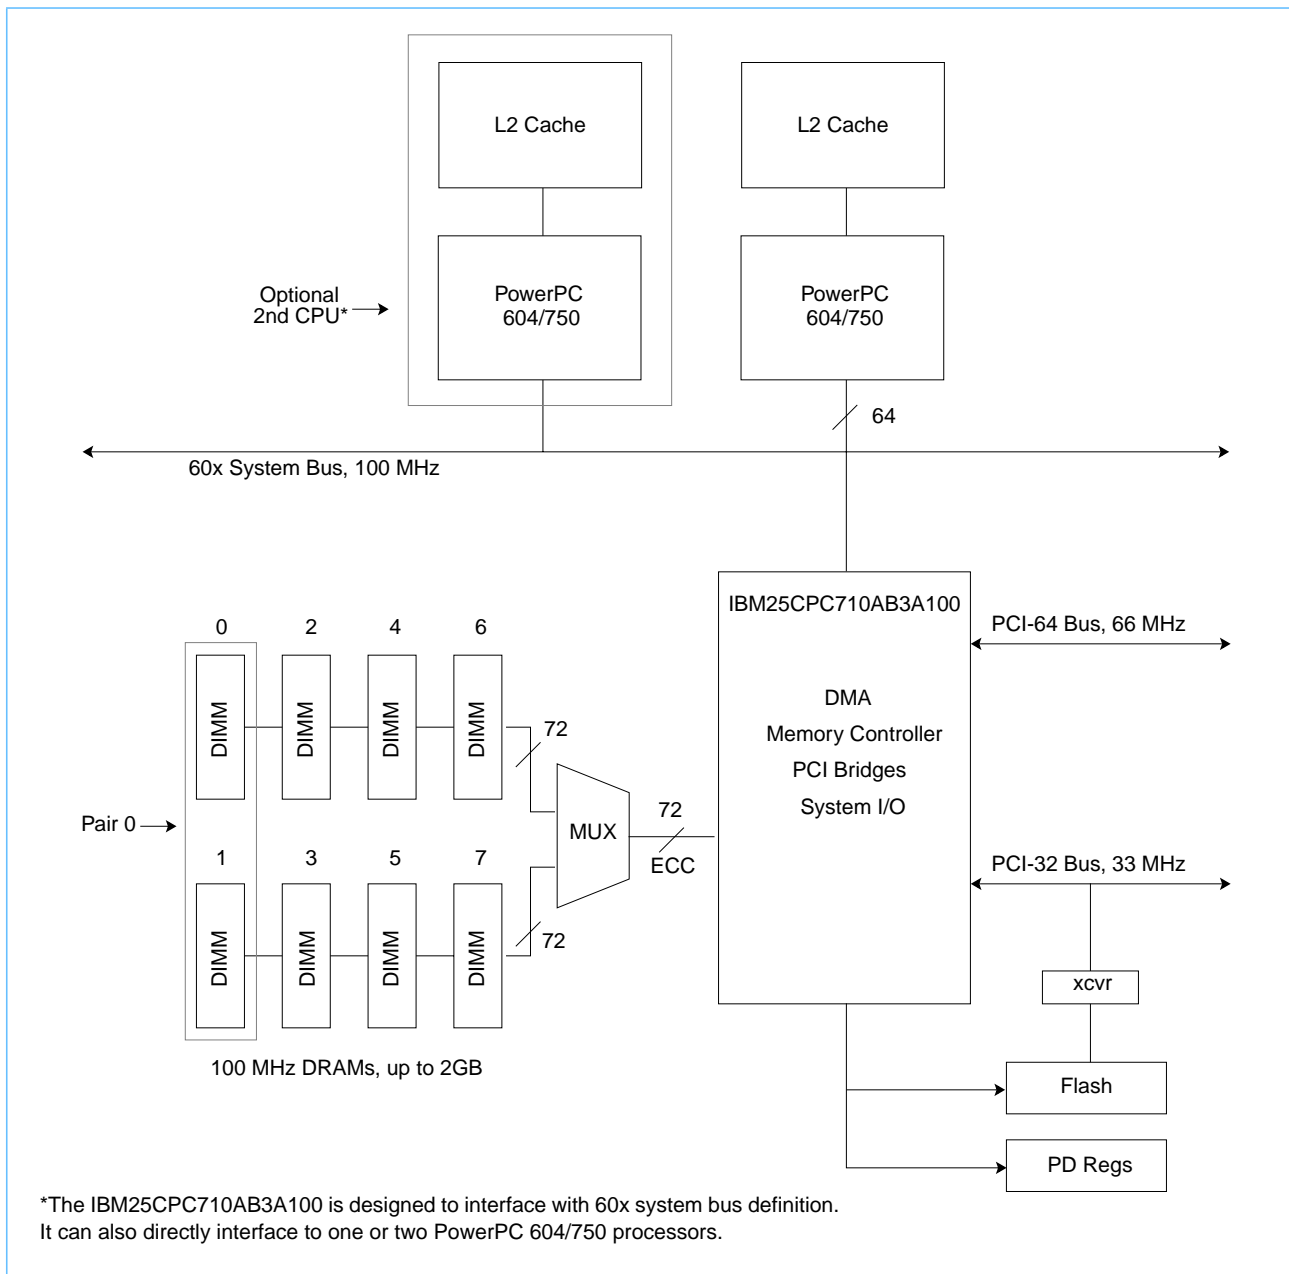 L2 Cache
L2 Cache
Optional
2nd CPU*
PowerPC
604/750
PowerPC
604/750
64
60x System Bus, 100 MHz
IBM25CPC710AB3A100
DMA
Memory Controller
PCI Bridges
System I/O
PCI-64 Bus, 66 MHz
PCI-32 Bus, 33 MHz
0
2
4
6
DIMM
DIMM
DIMM
DIMM
72
Pair 0
MUX
72
ECC
1
3
5
7
DIMM
DIMM
DIMM
DIMM
72
100 MHz DRAMs, up to 2GB
xcvr
Flash
PD Regs
*The IBM25CPC710AB3A100 is designed to interface with 60x system bus definition.
It can also directly interface to one or two PowerPC 604/750 processors.